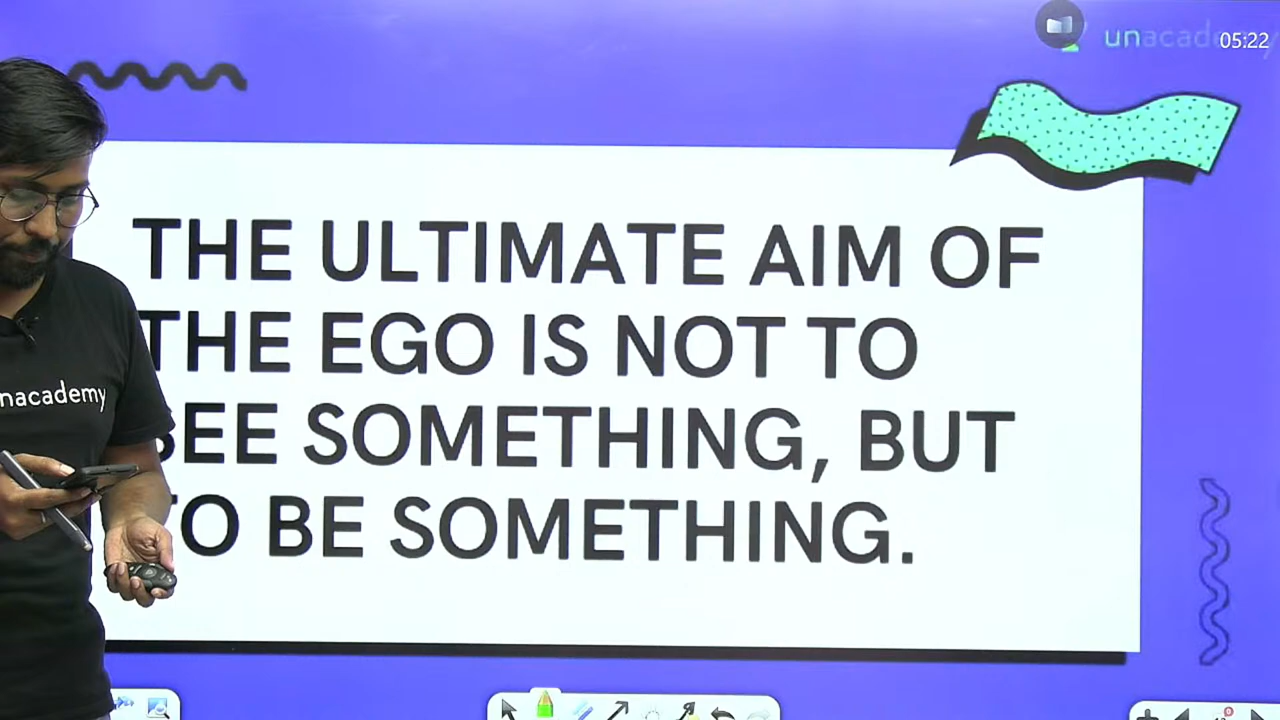 unacademy
05:22
THE ULTIMATE AIM OF
THE EGO IS NOT TO
SEE SOMETHING, BUT
TO BE SOMETHING.
unacademy